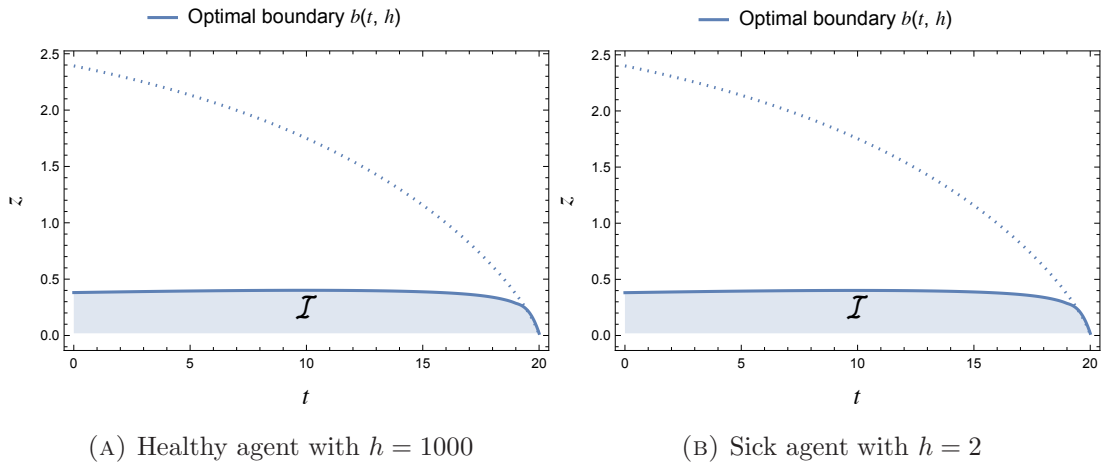 Optimal boundary b(t, h)
2.5
2.0
1.5
1.0
0.5
0.0
z
ℐ
0 5 10 15 20
t
(A) Healthy agent with h = 1000
Optimal boundary b(t, h)
2.5
2.0
1.5
1.0
0.5
0.0
z
ℐ
0 5 10 15 20
t
(B) Sick agent with h = 2